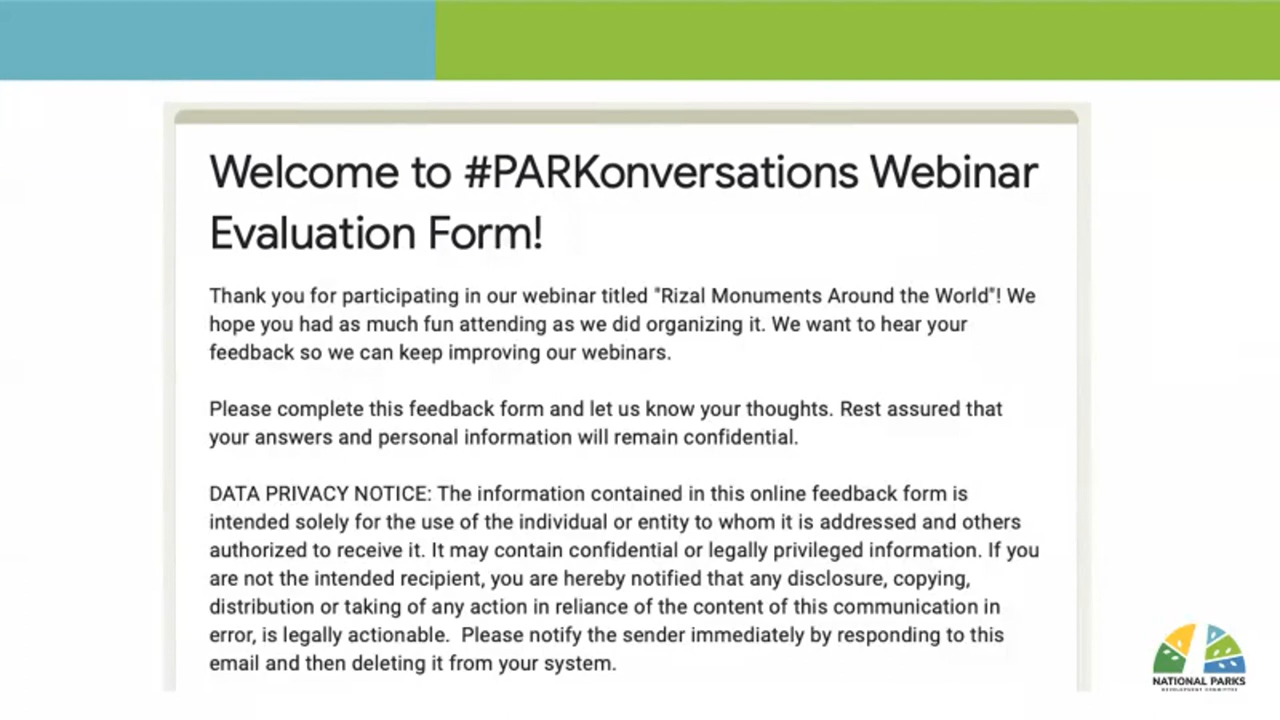 Welcome to #PARKonversations Webinar
Evaluation Form!
Thank you for participating in our webinar titled "Rizal Monuments Around the World"! We
hope you had as much fun attending as we did organizing it. We want to hear your
feedback so we can keep improving our webinars.
Please complete this feedback form and let us know your thoughts. Rest assured that
your answers and personal information will remain confidential.
DATA PRIVACY NOTICE: The information contained in this online feedback form is
intended solely for the use of the individual or entity to whom it is addressed and others
authorized to receive it. It may contain confidential or legally privileged information. If you
are not the intended recipient, you are hereby notified that any disclosure, copying,
distribution or taking of any action in reliance of the content of this communication in
error, is legally actionable.  Please notify the sender immediately by responding to this
email and then deleting it from your system.
NATIONAL PARKS
DEVELOPMENT COMMITTEE